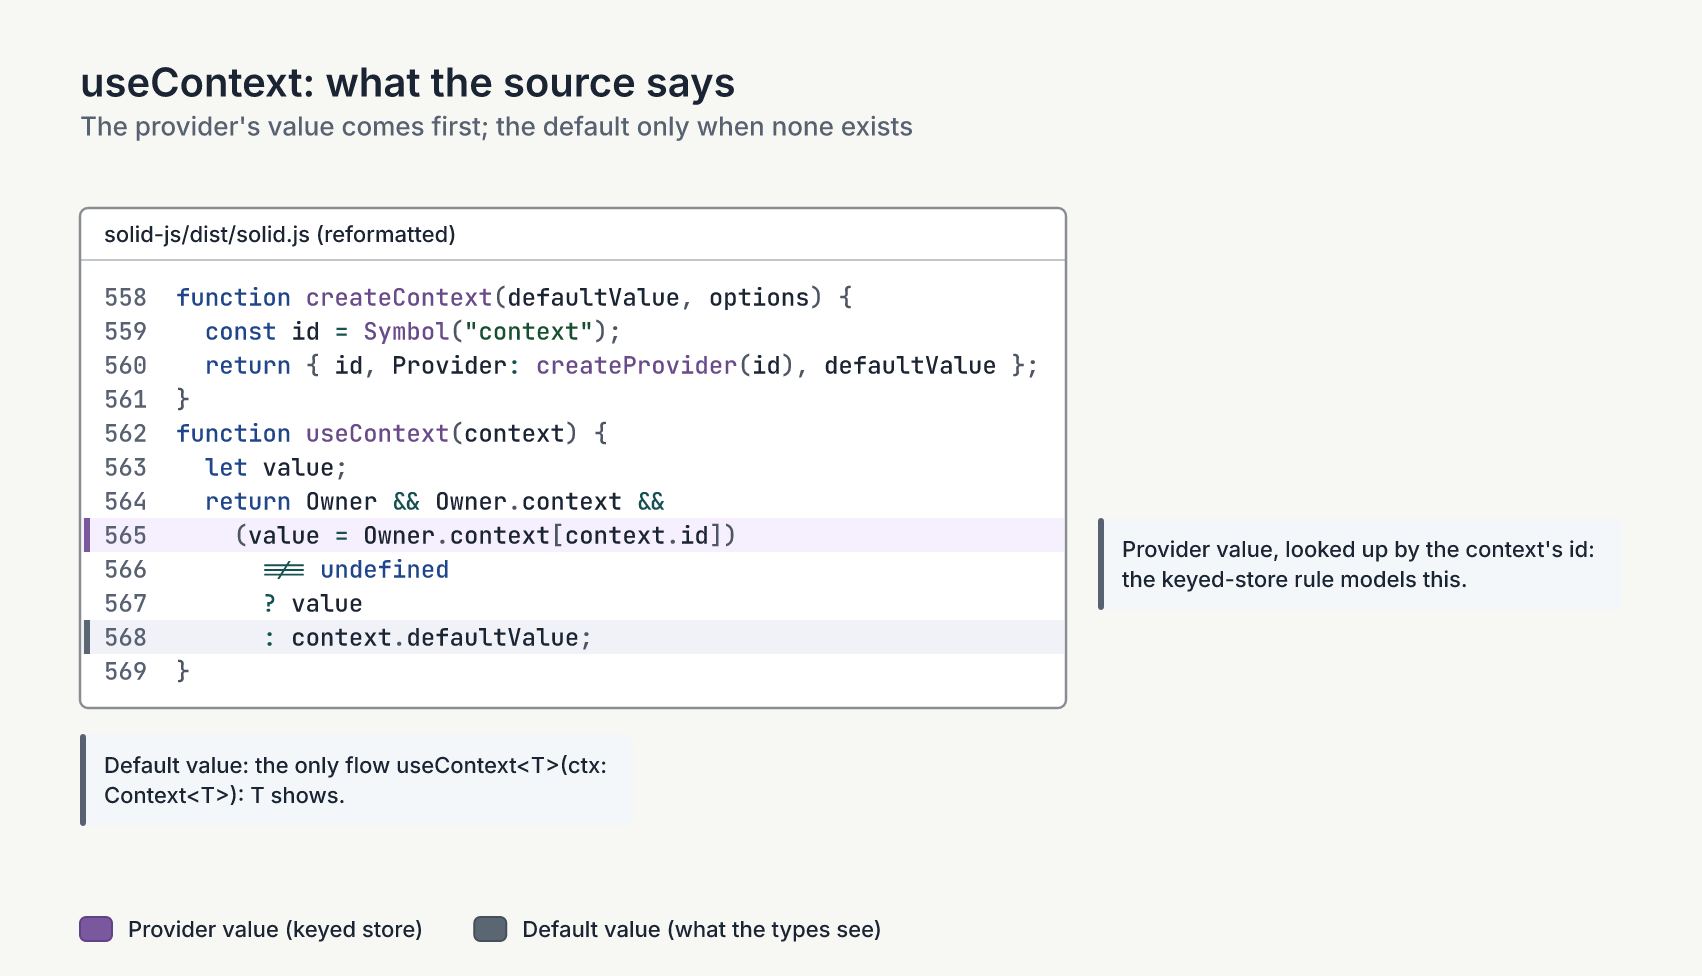 useContext: what the source says
The provider's value comes first; the default only when none exists
solid-js/dist/solid.js (reformatted)
558 function createContext(defaultValue, options) {
559 const id = Symbol("context");
560 return { id, Provider: createProvider(id), defaultValue };
561 }
562 function useContext(context) {
563 let value;
564 return Owner && Owner.context &&
565 (value = Owner.context[context.id])
566 !== undefined
567 ? value
568 : context.defaultValue;
569 }
Provider value, looked up by the context's id:
the keyed-store rule models this.
Default value: the only flow useContext<T>(ctx:
Context<T>): T shows.
Provider value (keyed store)
Default value (what the types see)